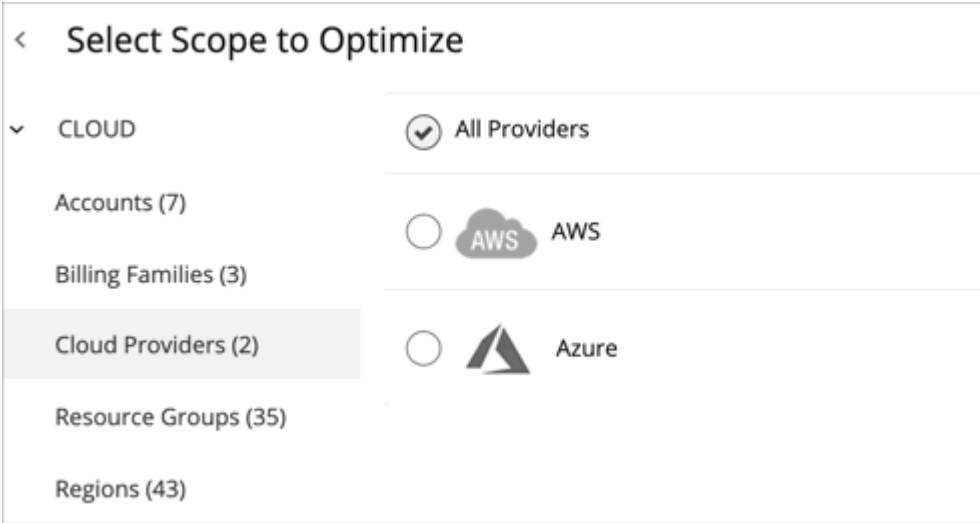 Select Scope to Optimize
CLOUD
Accounts (7)
Billing Families (3)
Cloud Providers (2)
Resource Groups (35)
Regions (43)
All Providers
AWS AWS
Azure